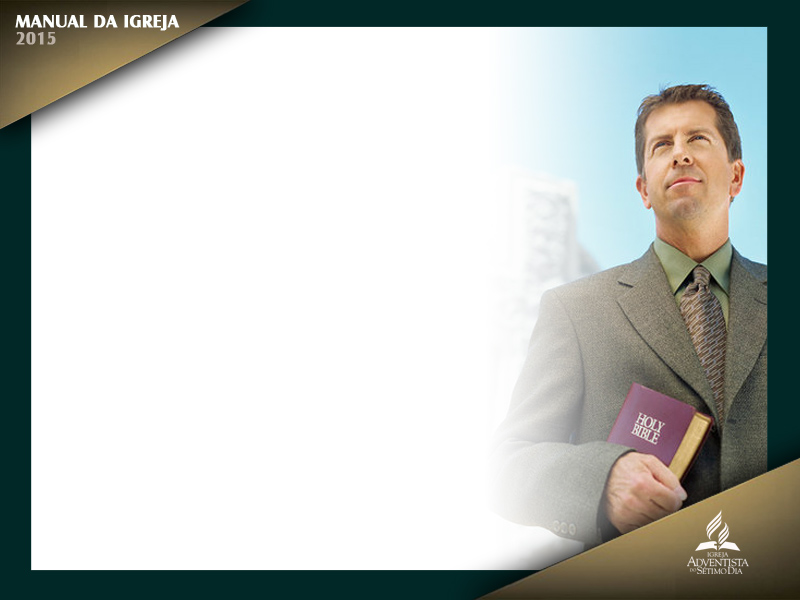 MANUAL DA IGREJA
2015
HOLY
BIBLE
IGREJA
ADVENTISTA
DO SÉTIMO DIA